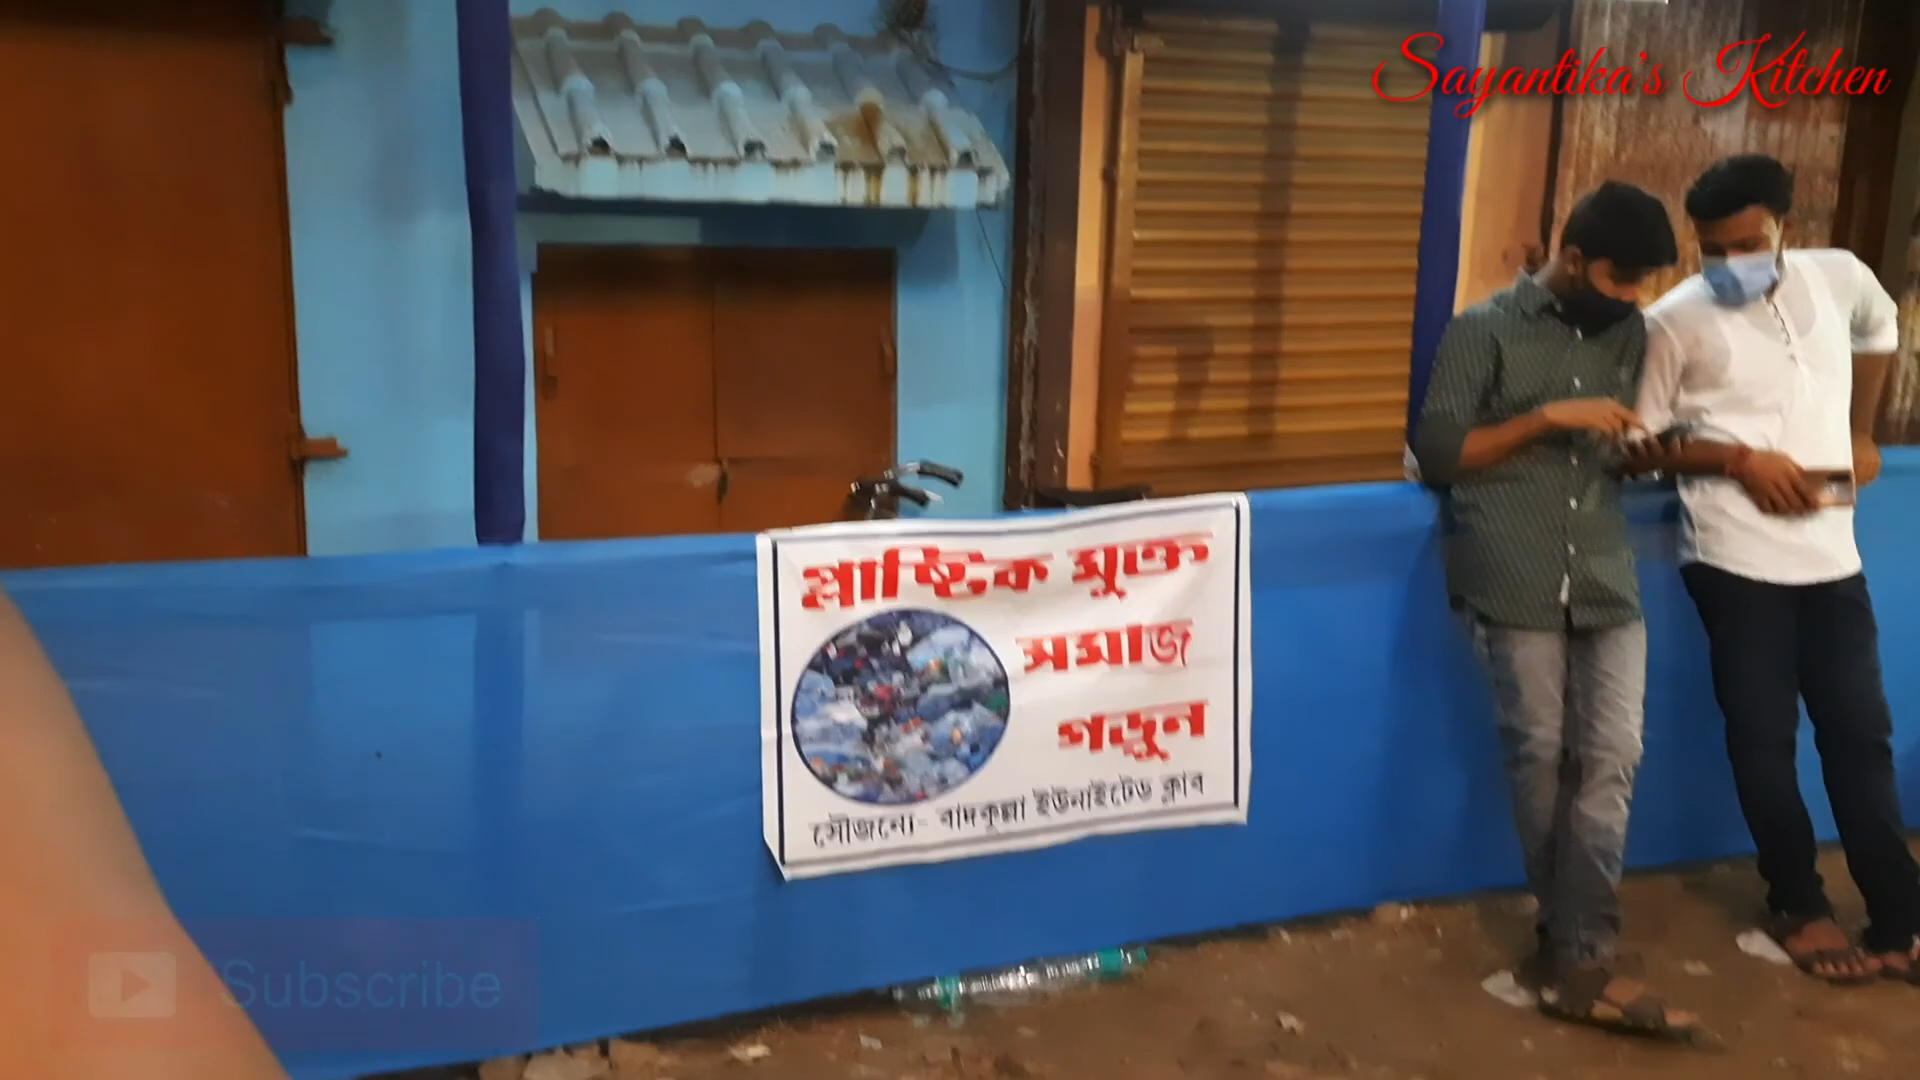 Sayantika's Kitchen
প্লাষ্টিক মুক্ত
সমাজ
গড়ুন
সৌজন্যে- বাদকুল্লা ইউনাইটেড ক্লাব
Subscribe